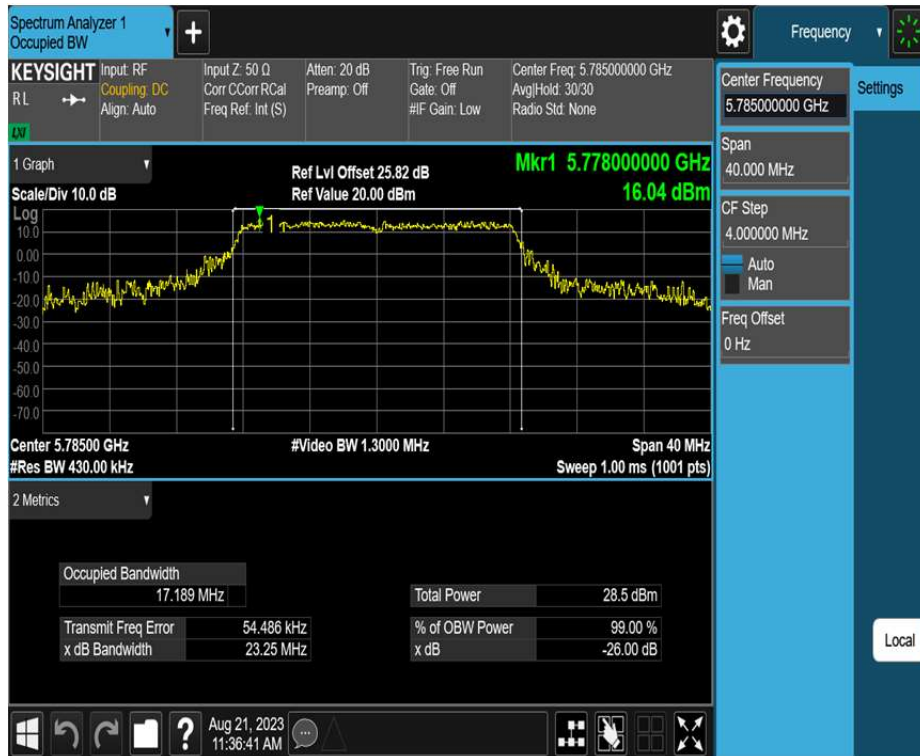 Spectrum Analyzer 1
Occupied BW
+
Frequency
KEYSIGHT
R L
LXI
Input: RF
Coupling: DC
Align: Auto
Input Z: 50 Ω
Corr CCorr RCal
Freq Ref: Int (S)
Atten: 20 dB
Preamp: Off
Trig: Free Run
Gate: Off
#IF Gain: Low
Center Freq: 5.785000000 GHz
Avg|Hold: 30/30
Radio Std: None
Center Frequency
5.785000000 GHz
Settings
Span
40.000 MHz
CF Step
4.000000 MHz
Auto
Man
Freq Offset
0 Hz
Local
1 Graph
Scale/Div 10.0 dB
Ref Lvl Offset 25.82 dB
Ref Value 20.00 dBm
Mkr1 5.778000000 GHz
16.04 dBm
Log
1
10.0
0.00
-10.0
-20.0
-30.0
-40.0
-50.0
-60.0
-70.0
Center 5.78500 GHz
#Video BW 1.3000 MHz
Span 40 MHz
#Res BW 430.00 kHz
Sweep 1.00 ms (1001 pts)
2 Metrics
Occupied Bandwidth
17.189 MHz
Total Power 28.5 dBm
Transmit Freq Error 54.486 kHz
% of OBW Power 99.00 %
x dB Bandwidth 23.25 MHz
x dB -26.00 dB
?
Aug 21, 2023
11:36:41 AM